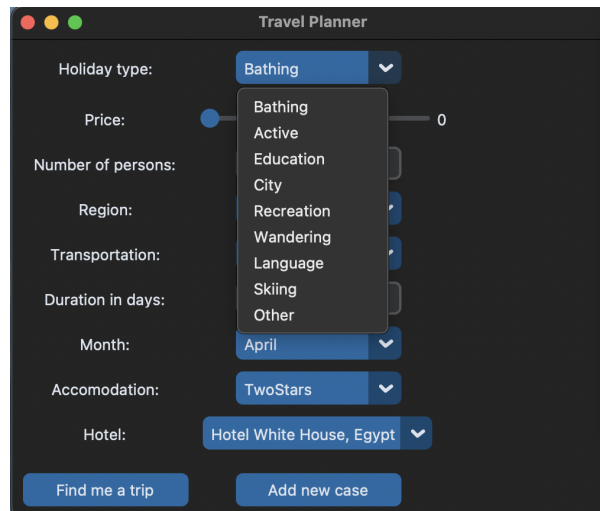 Travel Planner
Holiday type:
Bathing
Bathing
Active
Education
City
Recreation
Wandering
Language
Skiing
Other
Price:
0
Number of persons:
Region:
Transportation:
Duration in days:
Month:
April
Accomodation:
TwoStars
Hotel:
Hotel White House, Egypt
Find me a trip
Add new case